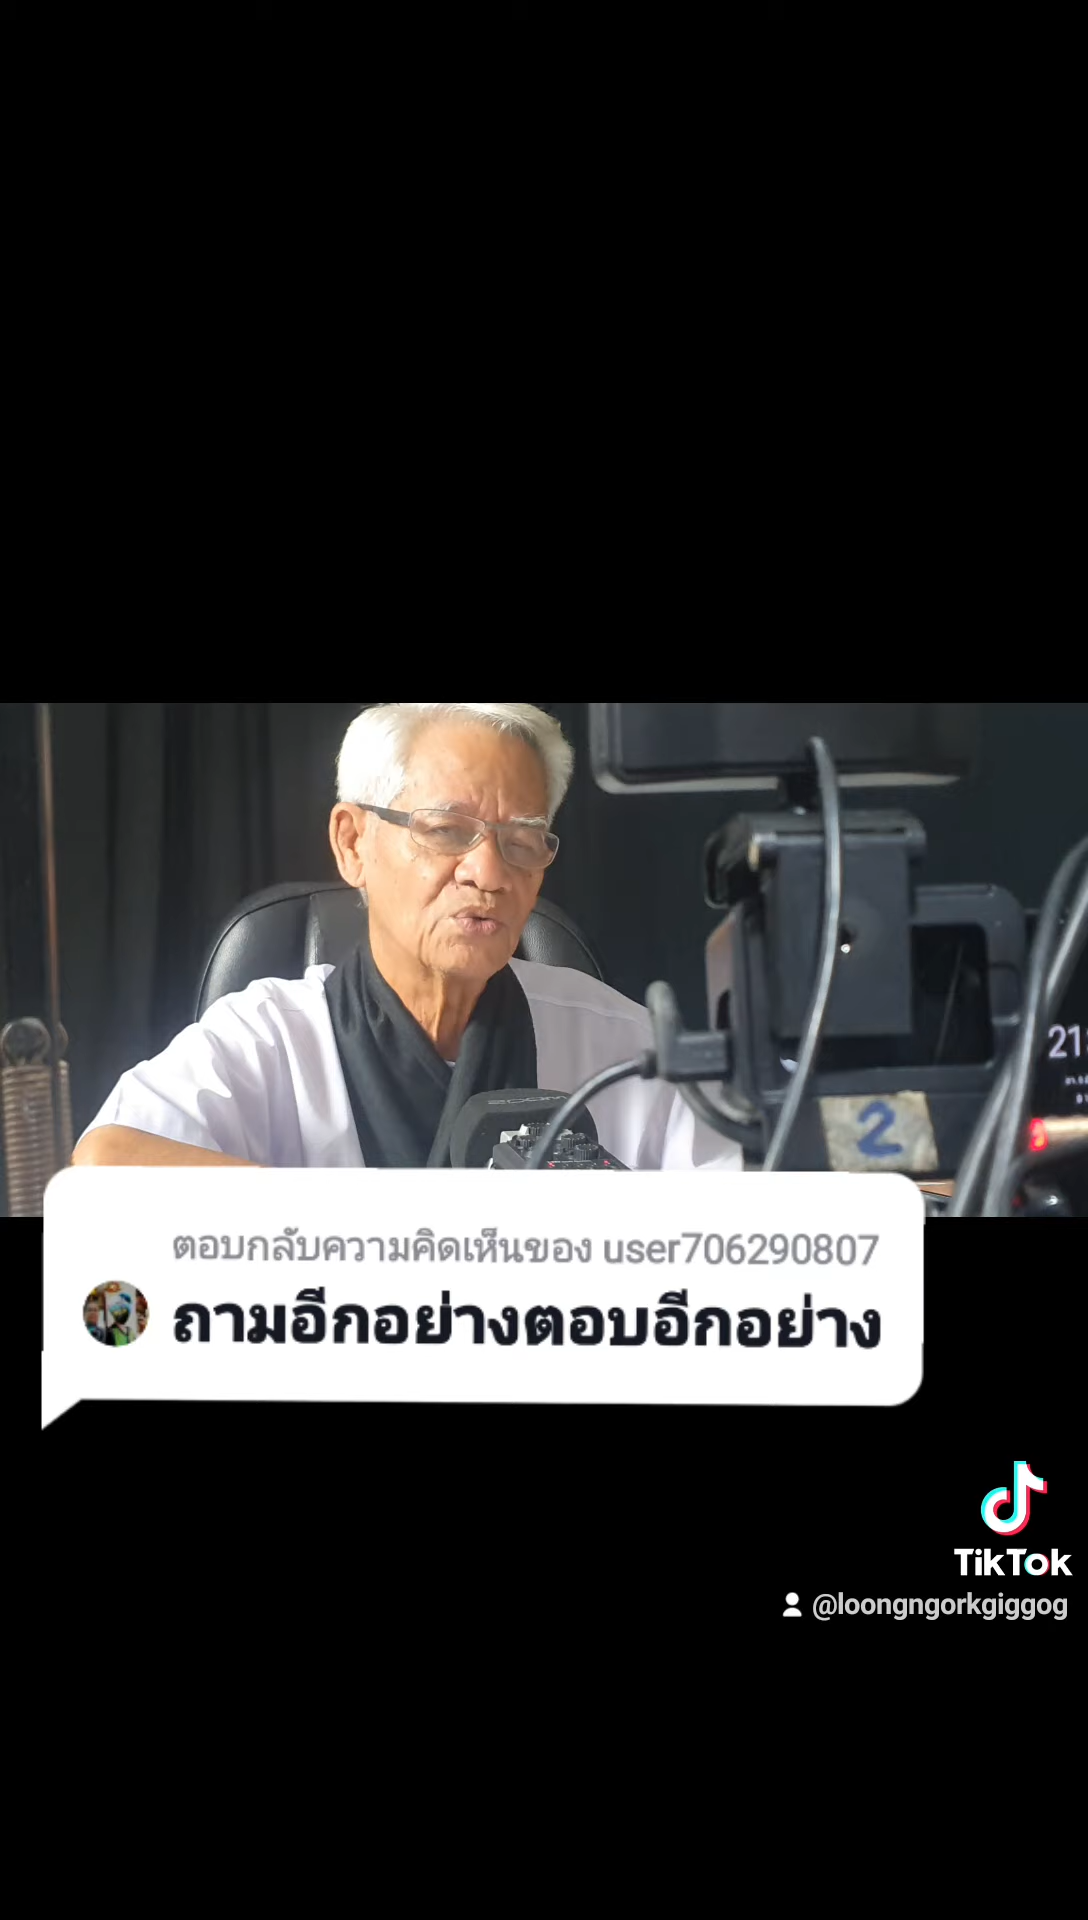 ZOOM
2
ตอบกลับความคิดเห็นของ user706290807
ถามอีกอย่างตอบอีกอย่าง
TikTok
@loongngorkgiggog